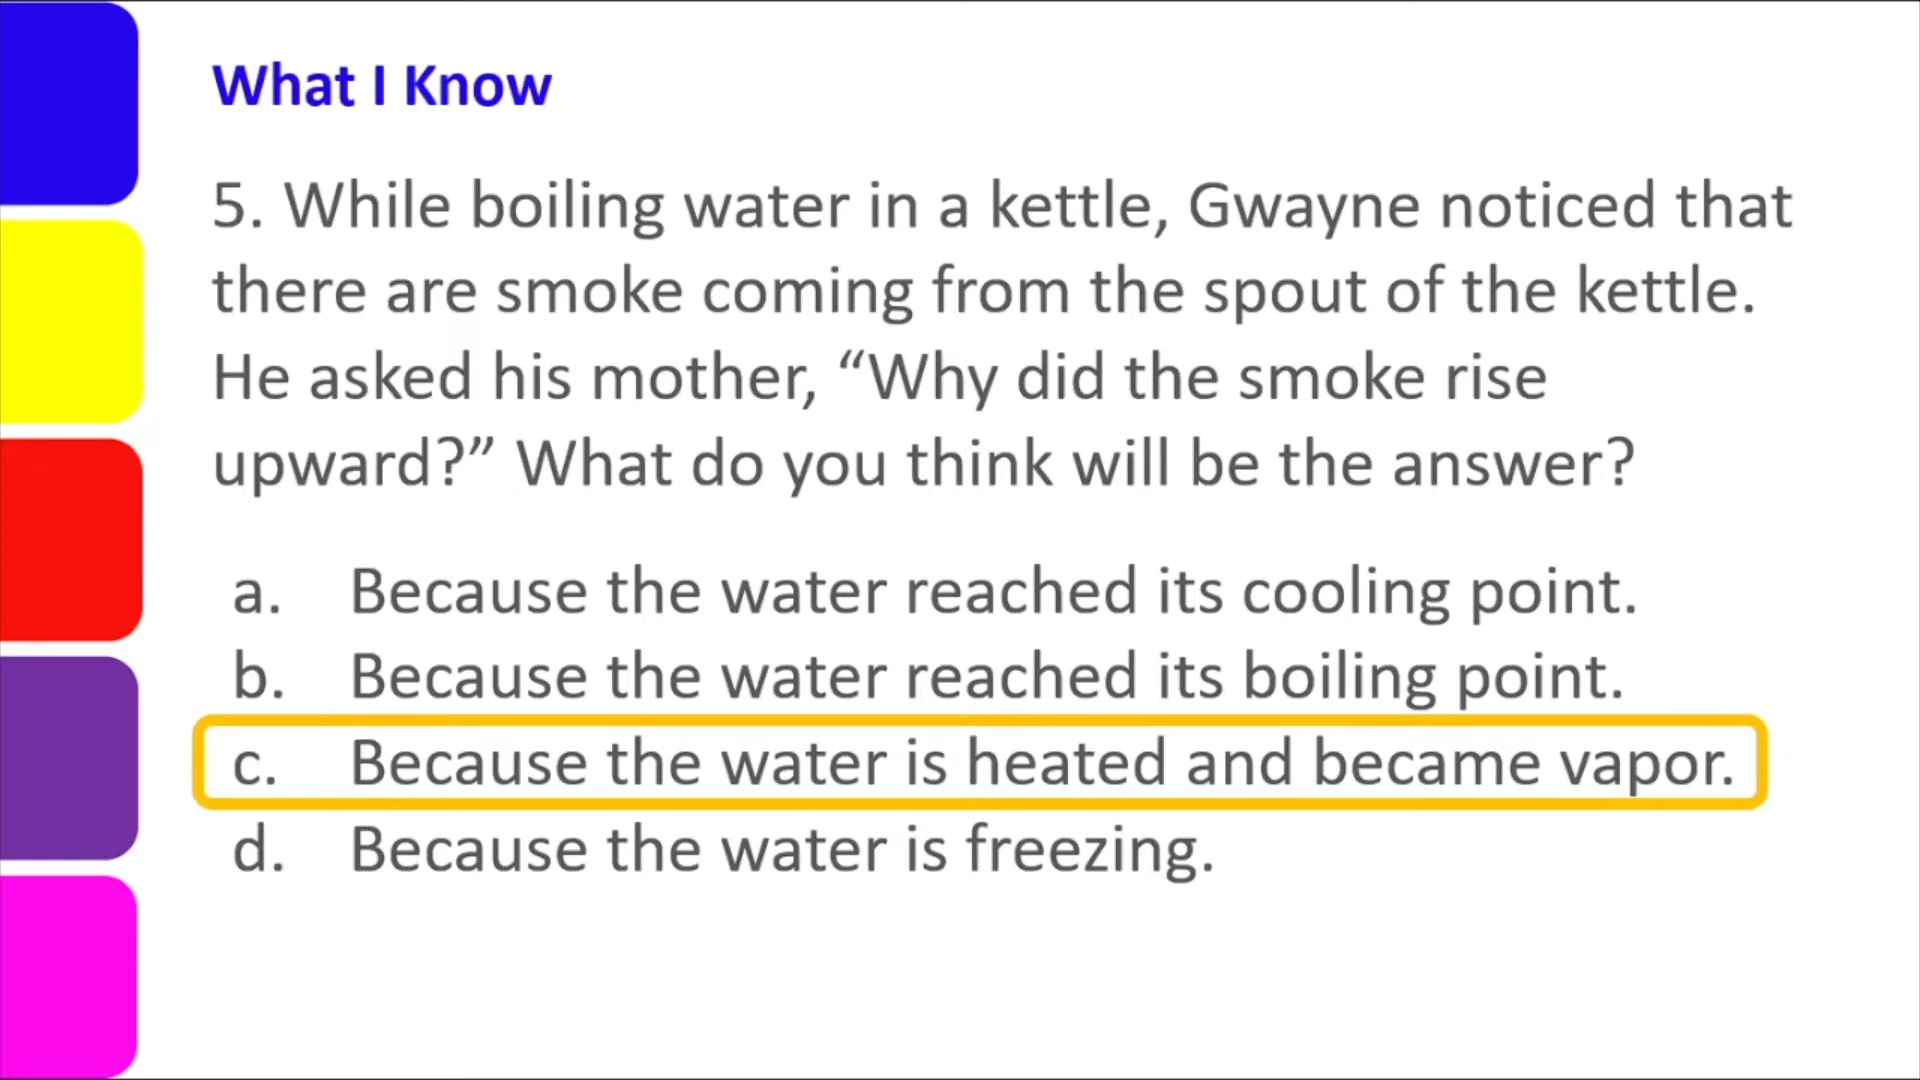 What I Know
5. While boiling water in a kettle, Gwayne noticed that
there are smoke coming from the spout of the kettle.
He asked his mother, “Why did the smoke rise
upward?” What do you think will be the answer?
a. Because the water reached its cooling point.
b. Because the water reached its boiling point.
c. Because the water is heated and became vapor.
d. Because the water is freezing.